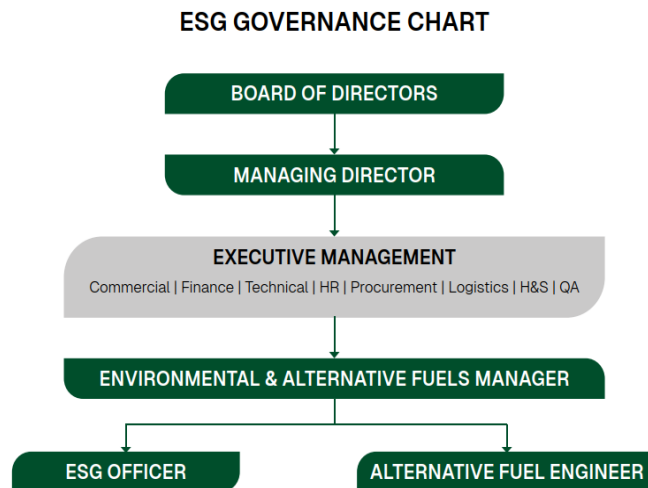 ESG GOVERNANCE CHART
BOARD OF DIRECTORS
MANAGING DIRECTOR
EXECUTIVE MANAGEMENT
Commercial | Finance | Technical | HR | Procurement | Logistics | H&S | QA
ENVIRONMENTAL & ALTERNATIVE FUELS MANAGER
ESG OFFICER
ALTERNATIVE FUEL ENGINEER